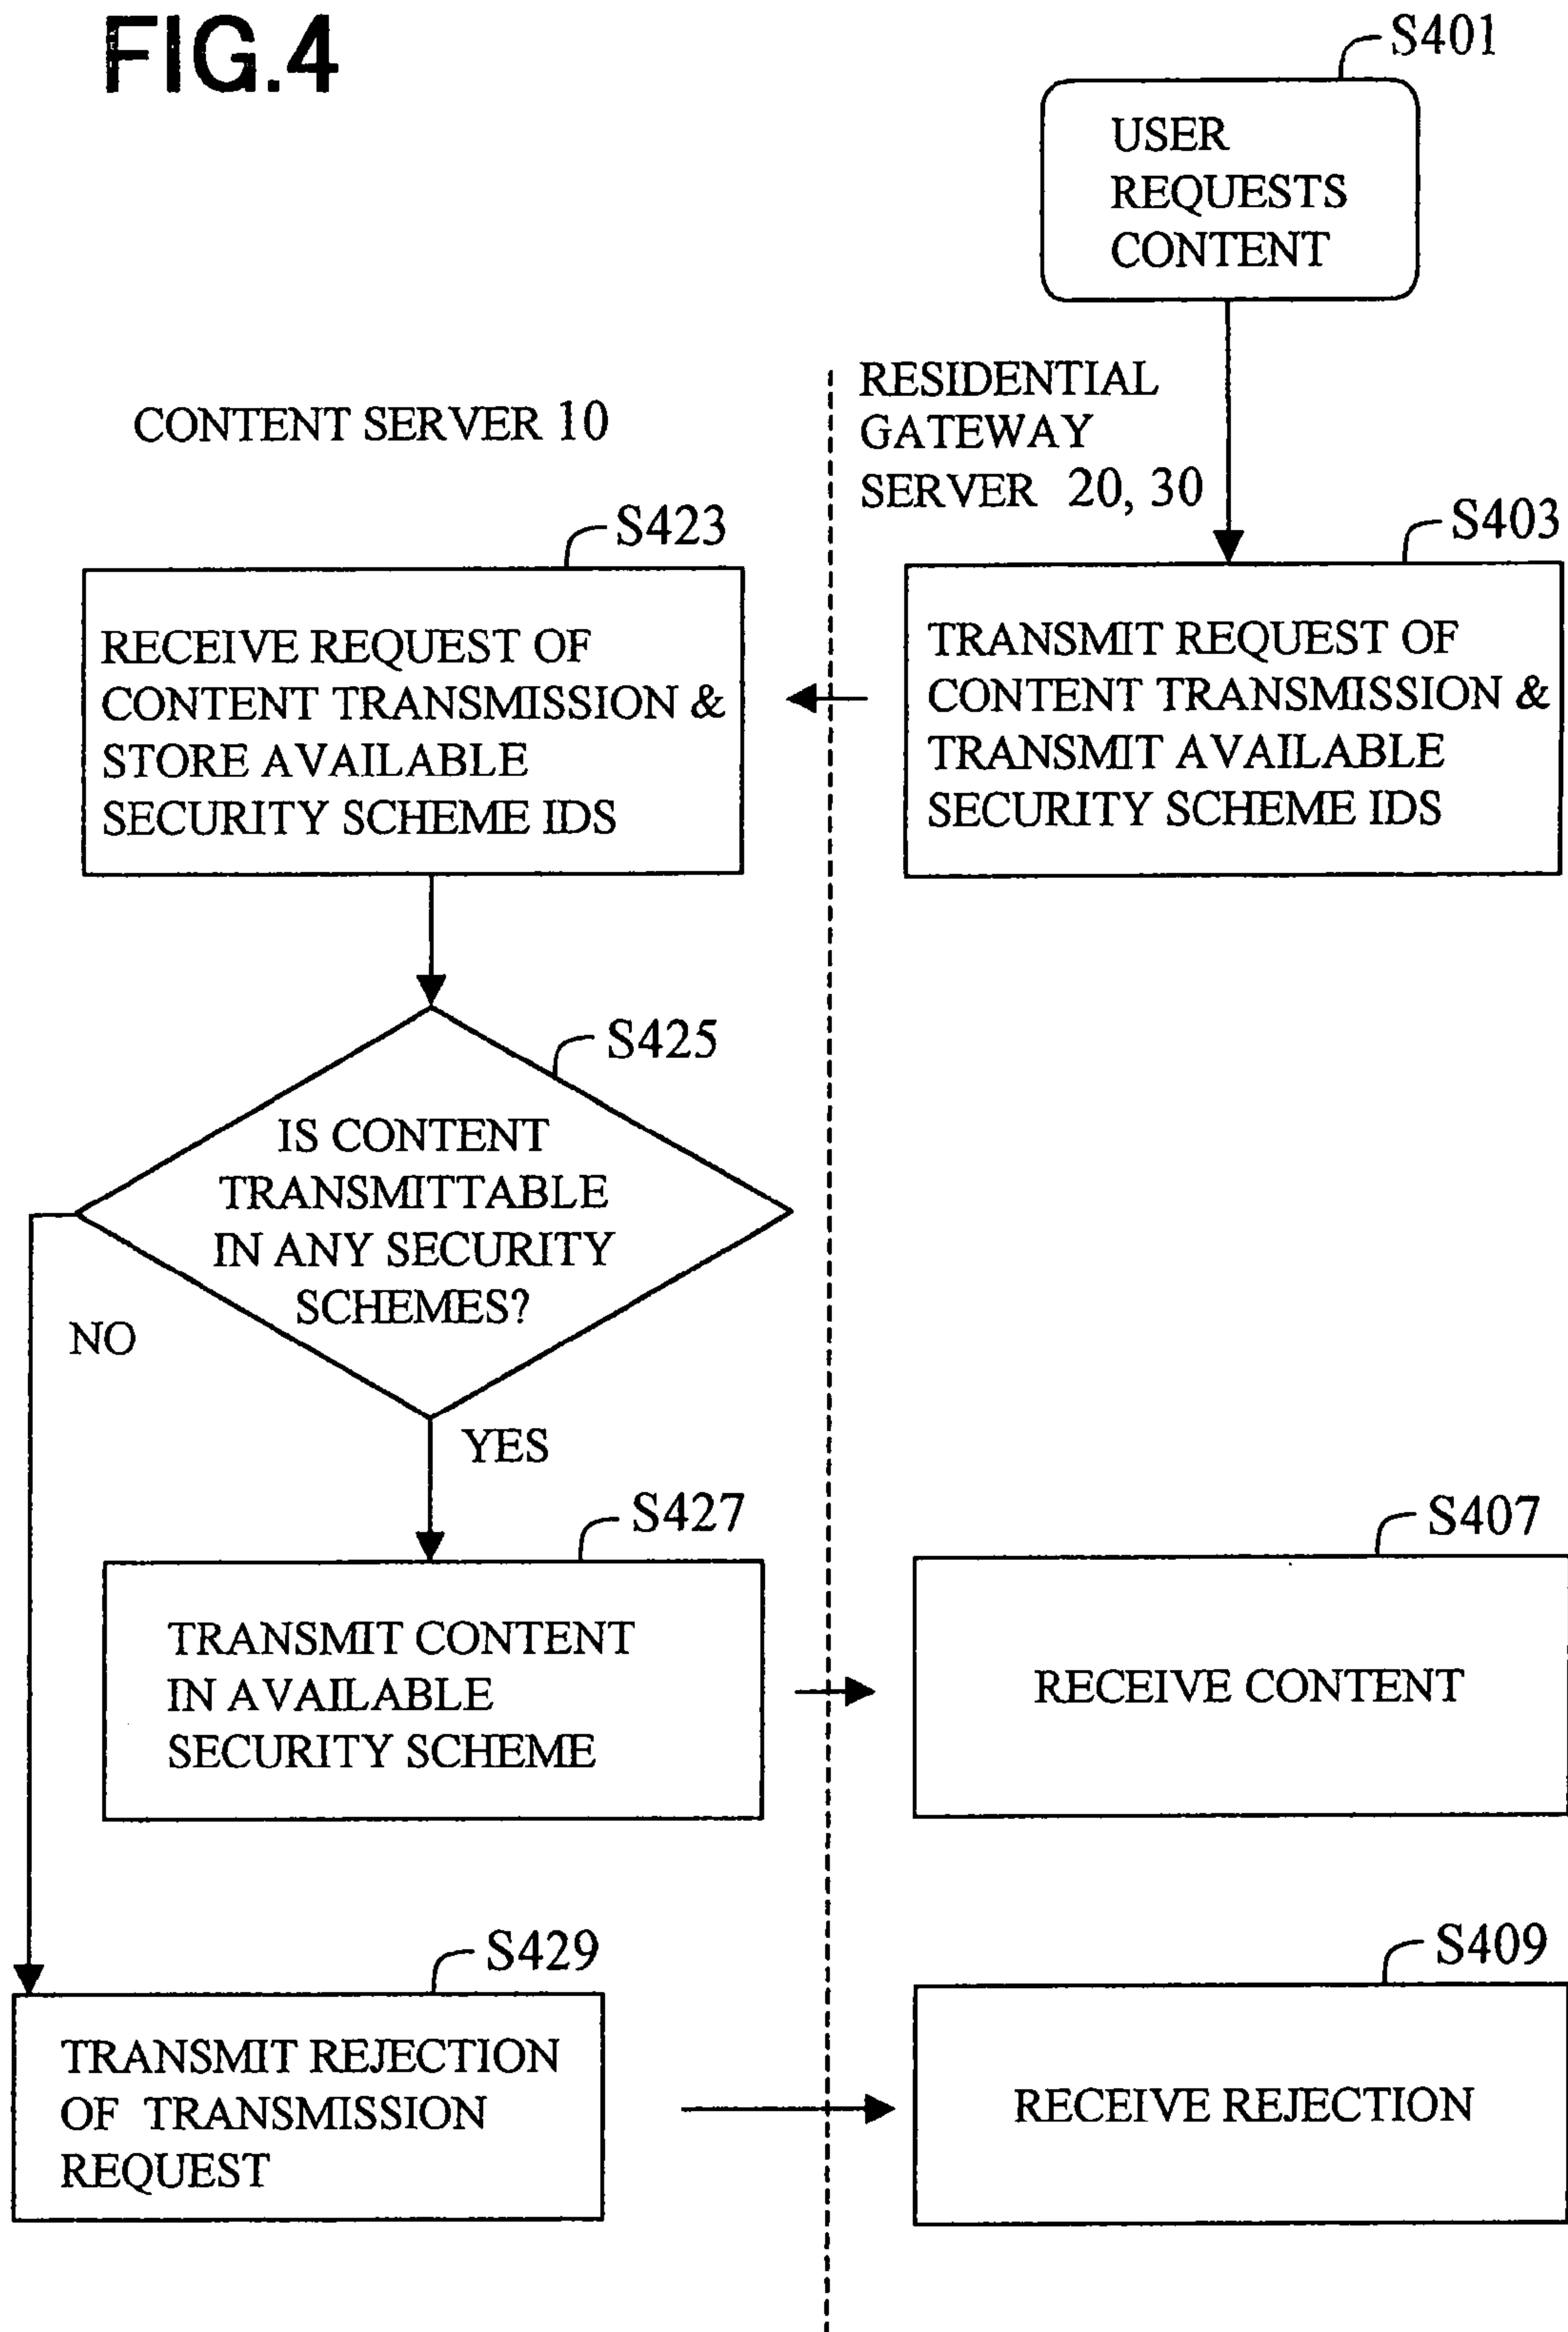 FIG.4
S401
USER
REQUESTS
CONTENT
CONTENT SERVER 10
RESIDENTIAL
GATEWAY
SERVER 20, 30
S423
RECEIVE REQUEST OF
CONTENT TRANSMISSION &
STORE AVAILABLE
SECURITY SCHEME IDS
S403
TRANSMIT REQUEST OF
CONTENT TRANSMISSION &
TRANSMIT AVAILABLE
SECURITY SCHEME IDS
S425
IS CONTENT
TRANSMITTABLE
IN ANY SECURITY
SCHEMES?
NO
YES
S427
TRANSMIT CONTENT
IN AVAILABLE
SECURITY SCHEME
S407
RECEIVE CONTENT
S429
TRANSMIT REJECTION
OF TRANSMISSION
REQUEST
S409
RECEIVE REJECTION